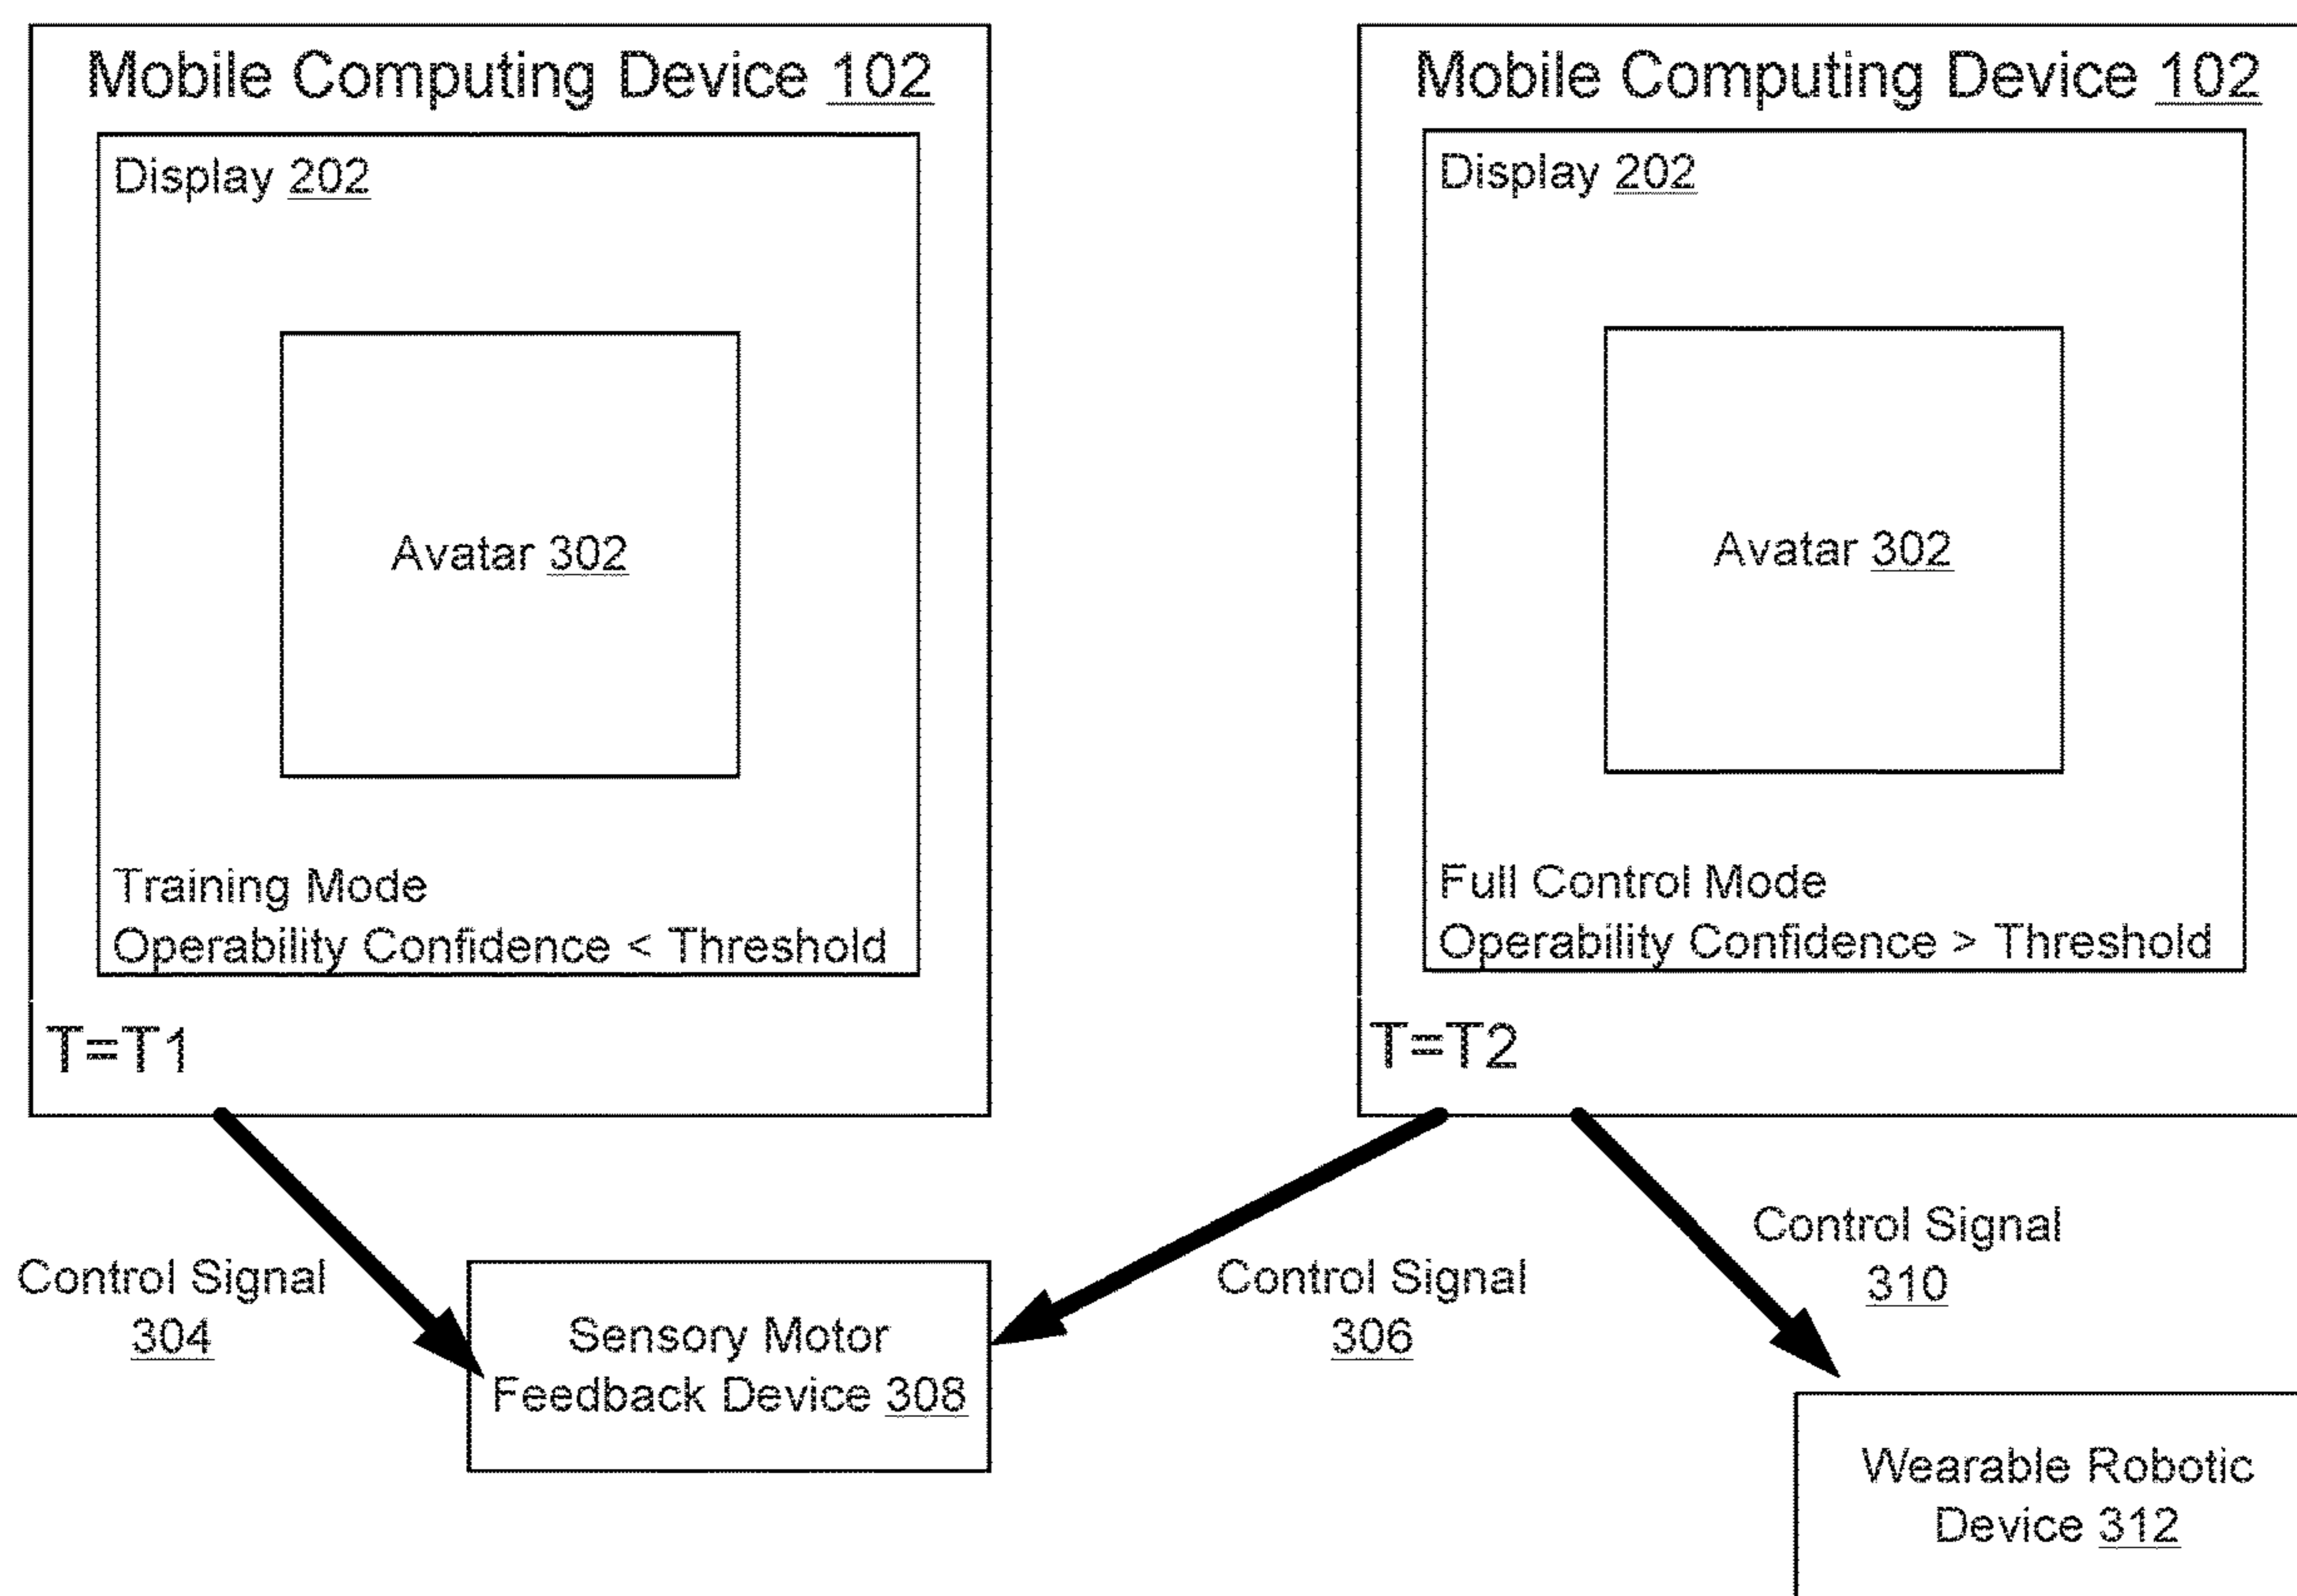 Mobile Computing Device 102
Display 202
Avatar 302
Training Mode
Operability Confidence < Threshold
T=T1
Mobile Computing Device 102
Display 202
Avatar 302
Full Control Mode
Operability Confidence > Threshold
T=T2
Control Signal
304
Sensory Motor
Feedback Device 308
Control Signal
306
Control Signal
310
Wearable Robotic
Device 312